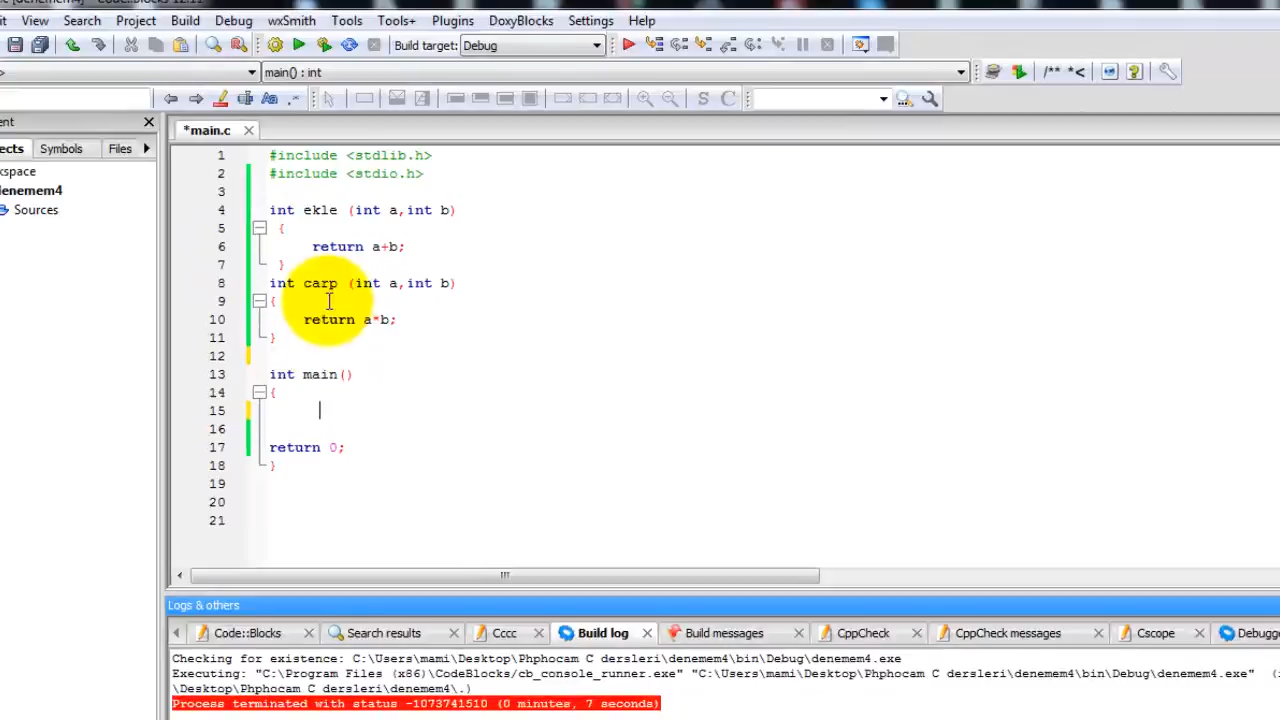 it View Search Project Build Debug wxSmith Tools Tools+ Plugins DoxyBlocks Settings Help
Build target: Debug
main() : int
/** *<
S C
ent
*main.c
ects Symbols Files
kspace
denemem4
Sources
1 #include <stdlib.h>
2 #include <stdio.h>
3
4 int ekle (int a,int b)
5 {
6 return a+b;
7 }
8 int carp (int a,int b)
9 {
10 return a*b;
11 }
12
13 int main()
14 {
15
16
17 return 0;
18 }
19
20
21
Logs & others
Code::Blocks Search results Cccc Build log Build messages CppCheck CppCheck messages Cscope Debugge
Checking for existence: C:\Users\mami\Desktop\Phphocam C dersleri\denemem4\bin\Debug\denemem4.exe
Executing: "C:\Program Files (x86)\CodeBlocks/cb_console_runner.exe" "C:\Users\mami\Desktop\Phphocam C dersleri\denemem4\bin\Debug\denemem4.exe" (i
\Desktop\Phphocam C dersleri\denemem4\.)
Process terminated with status -1073741510 (0 minutes, 7 seconds)